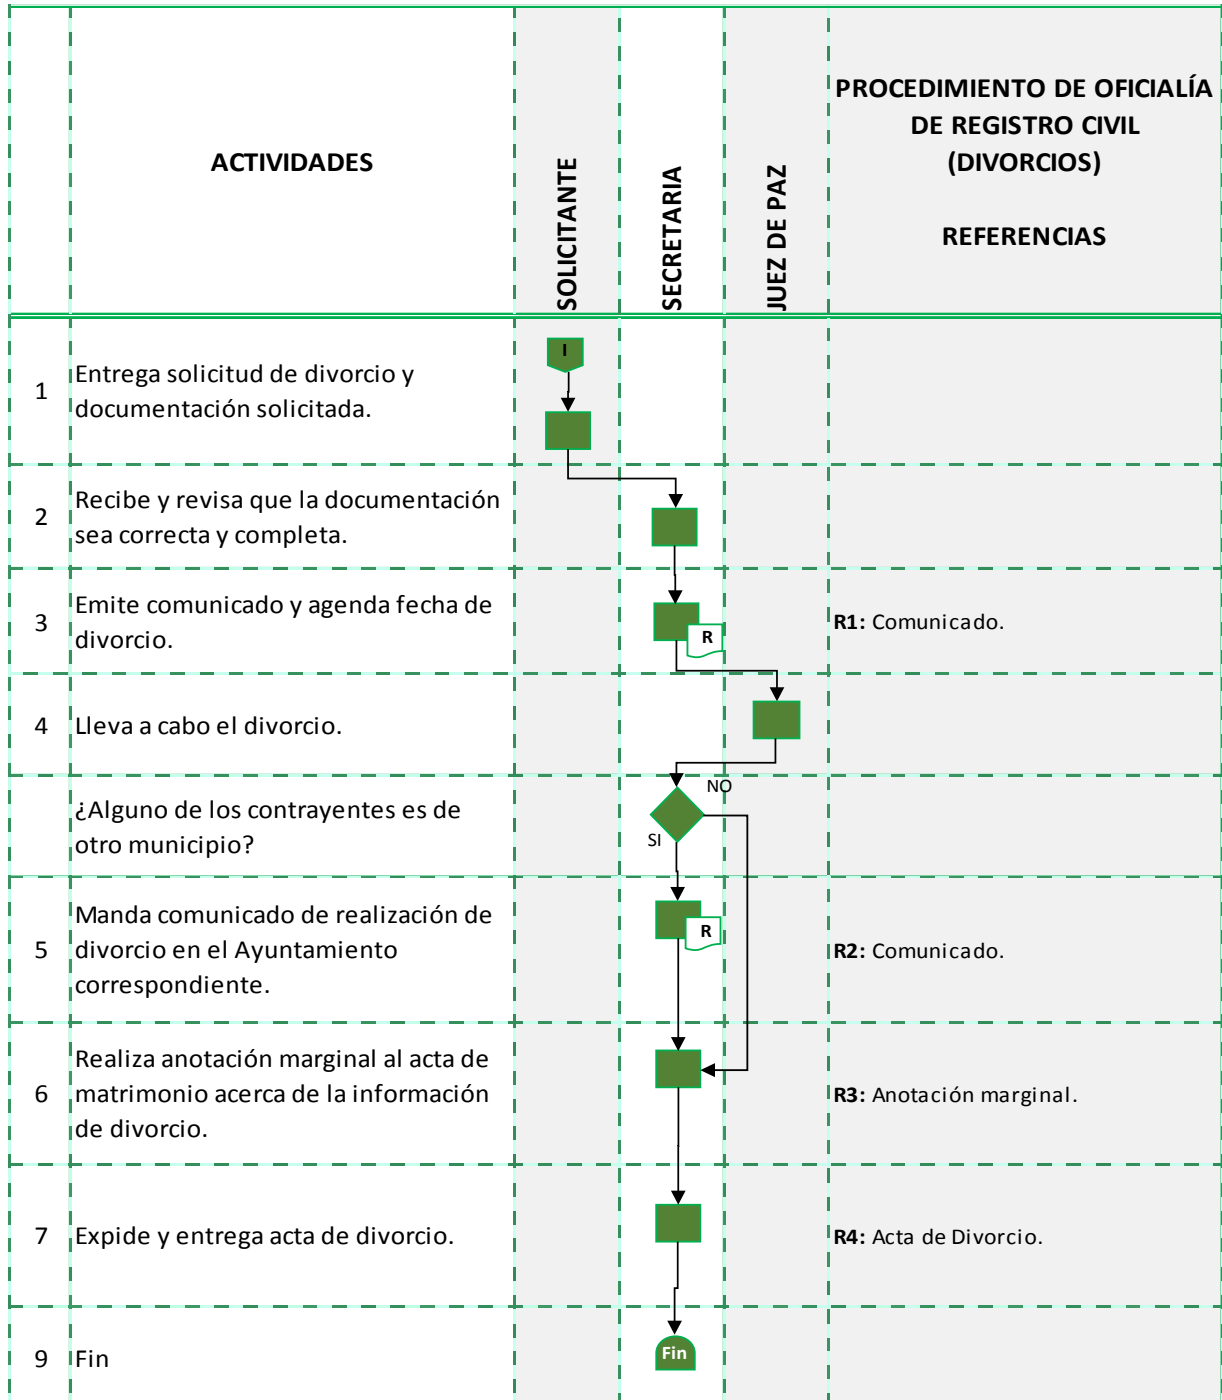 ACTIVIDADES
SOLICITANTE
SECRETARIA
JUEZ DE PAZ
PROCEDIMIENTO DE OFICIALÍA
DE REGISTRO CIVIL
(DIVORCIOS)
REFERENCIAS
1
Entrega solicitud de divorcio y
documentación solicitada.
I
2
Recibe y revisa que la documentación
sea correcta y completa.
3
Emite comunicado y agenda fecha de
divorcio.
R
R1: Comunicado.
4
Lleva a cabo el divorcio.
¿Alguno de los contrayentes es de
otro municipio?
NO
SI
5
Manda comunicado de realización de
divorcio en el Ayuntamiento
correspondiente.
R
R2: Comunicado.
6
Realiza anotación marginal al acta de
matrimonio acerca de la información
de divorcio.
R3: Anotación marginal.
7
Expide y entrega acta de divorcio.
R4: Acta de Divorcio.
9
Fin
Fin